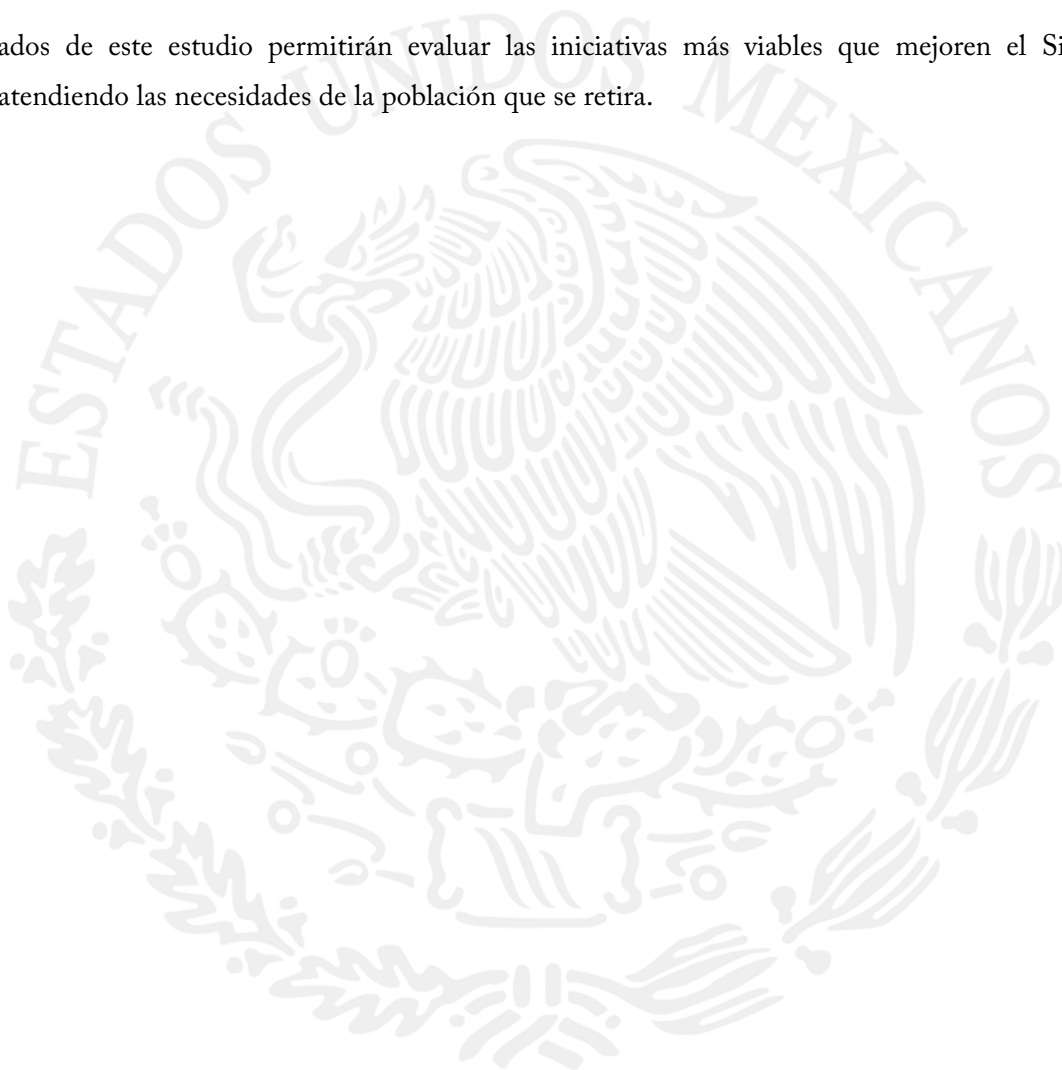 ados de este estudio permitirán evaluar las iniciativas más viables que mejoren el Si
atendiendo las necesidades de la población que se retira.
ESTADOS UNIDOS MEXICANOS